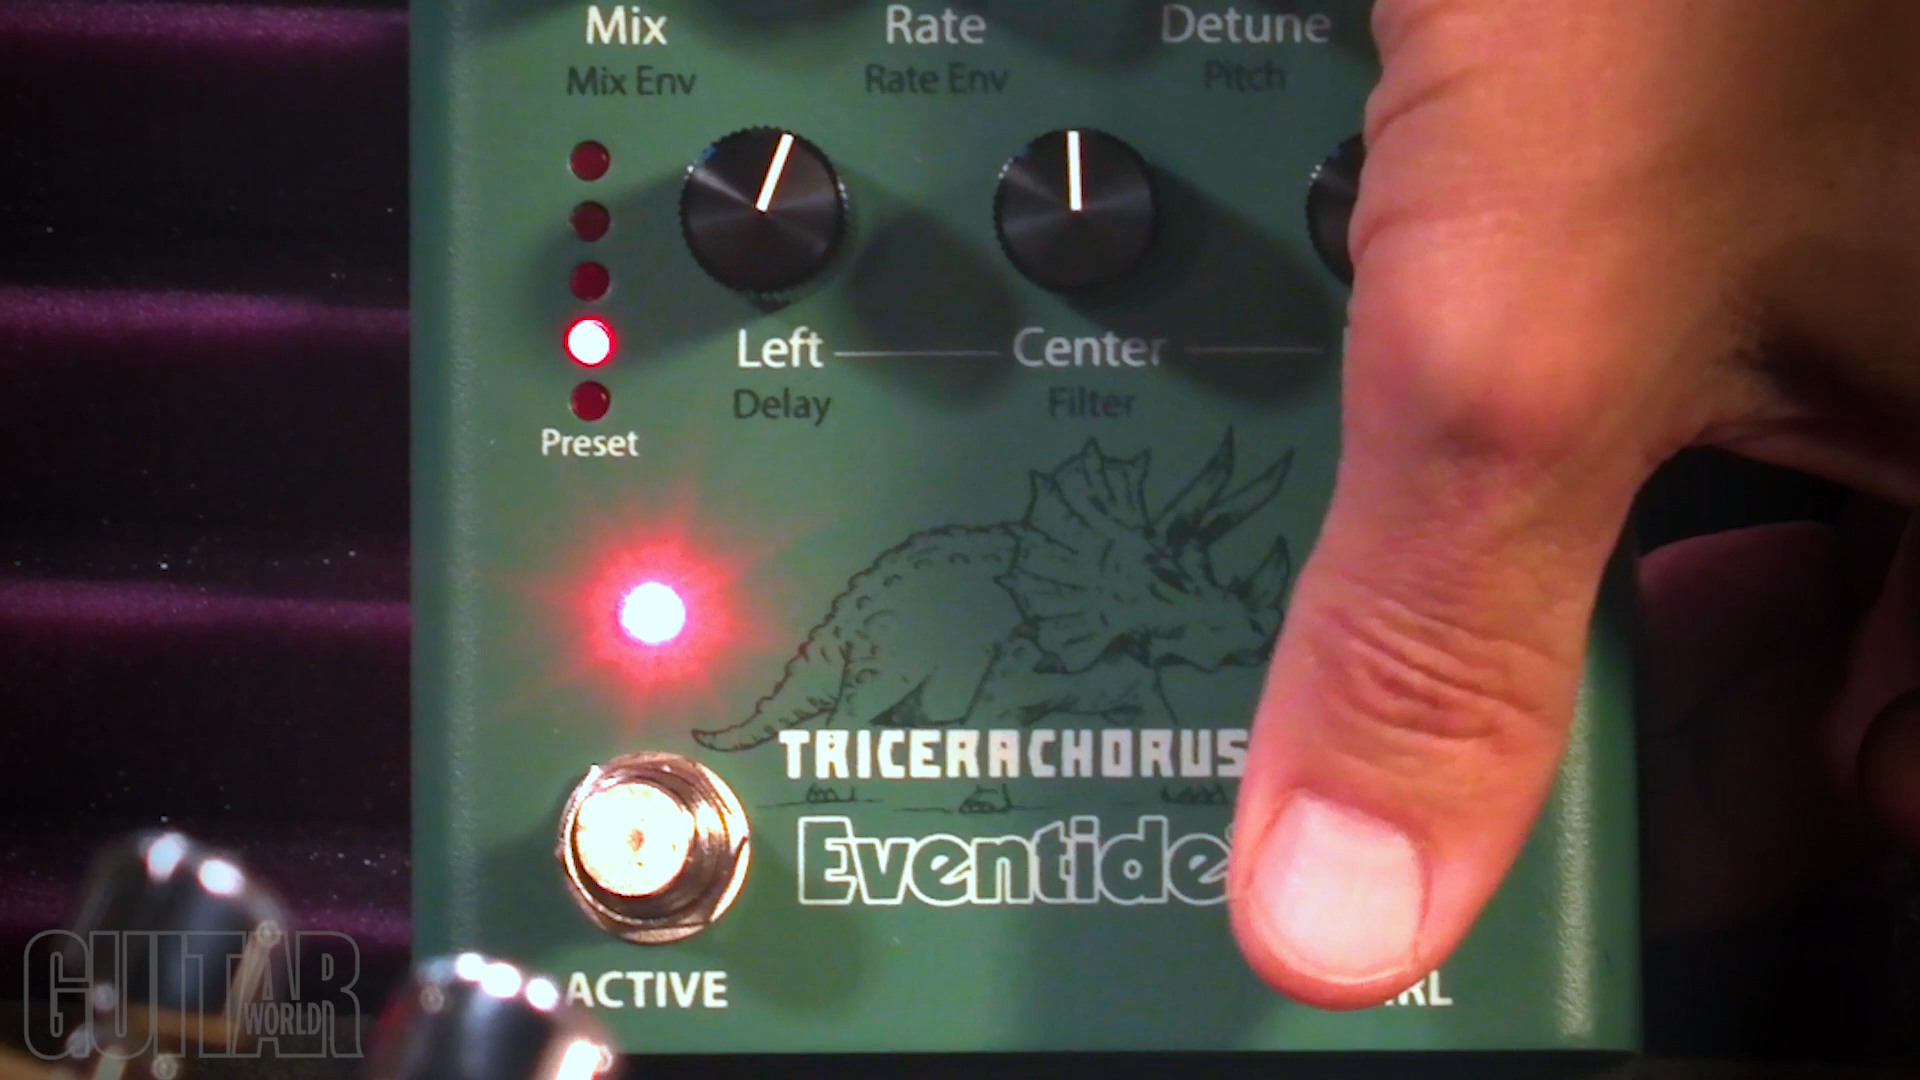 Mix Rate Detune
Mix Env Rate Env Pitch
Left Center
Delay Filter
Preset
TRICERACHORUS
Eventide
ACTIVE
GUITAR
WORLD